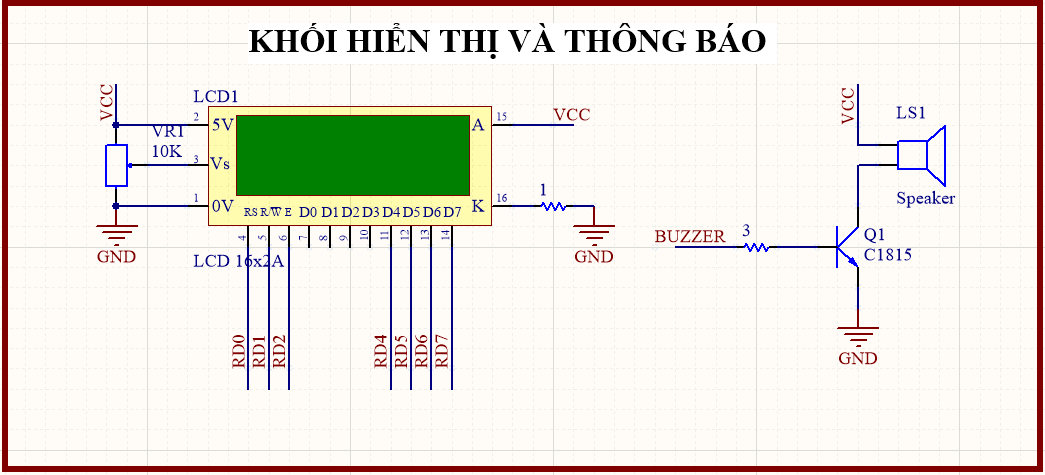 KHỐI HIỂN THỊ VÀ THÔNG BÁO
VCC
LCD1
2
5V
VR1
10K
3
Vs
1
0V
A
15
VCC
K
16
1
RS R/W E D0 D1 D2 D3 D4 D5 D6 D7
4 5 6 7 8 9 10 11 12 13 14
GND
LCD 16x2A
GND
RD0
RD1
RD2
RD4
RD5
RD6
RD7
VCC
LS1
Speaker
BUZZER
3
Q1
C1815
GND